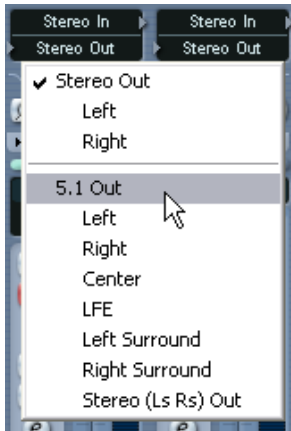 Stereo In Stereo In
Stereo Out Stereo Out
Stereo Out
Left
Right
5.1 Out
Left
Right
Center
LFE
Left Surround
Right Surround
Stereo (Ls Rs) Out
e e